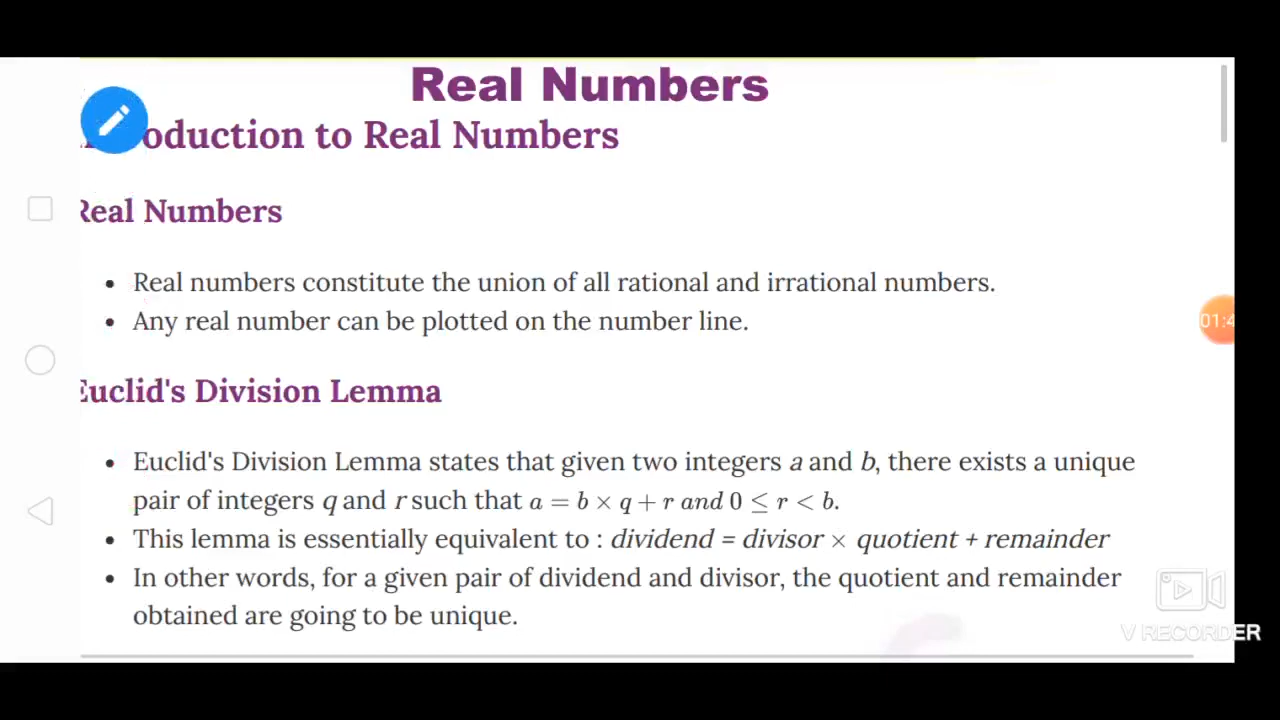 Real Numbers
oduction to Real Numbers
Real Numbers
• Real numbers constitute the union of all rational and irrational numbers.
• Any real number can be plotted on the number line.
01:4
Euclid's Division Lemma
• Euclid's Division Lemma states that given two integers a and b, there exists a unique
pair of integers q and r such that a = b × q + r and 0 ≤ r < b.
• This lemma is essentially equivalent to : dividend = divisor × quotient + remainder
• In other words, for a given pair of dividend and divisor, the quotient and remainder
obtained are going to be unique.
V RECORDER